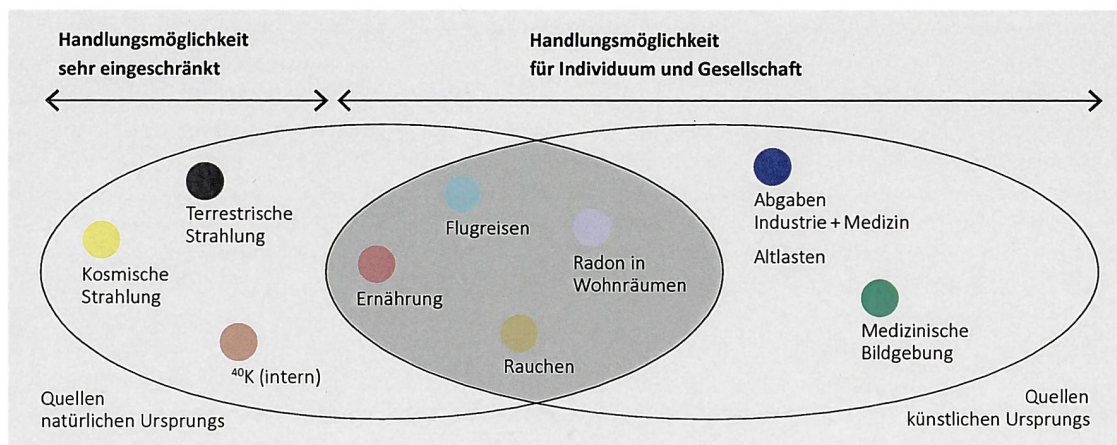 Handlungsmöglichkeit
sehr eingeschränkt
Handlungsmöglichkeit
für Individuum und Gesellschaft
Terrestrische
Strahlung
Kosmische
Strahlung
⁴⁰K (intern)
Quellen
natürlichen Ursprungs
Flugreisen
Ernährung
Radon in
Wohnräumen
Rauchen
Abgaben
Industrie + Medizin
Altlasten
Medizinische
Bildgebung
Quellen
künstlichen Ursprungs